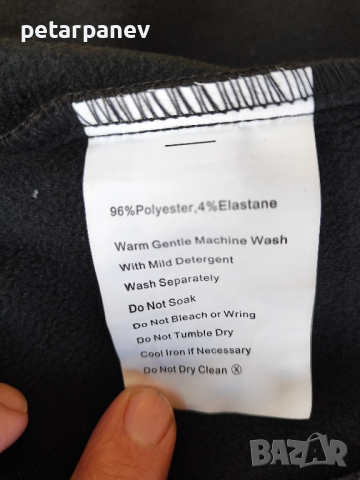 petarpanev
96%Polyester,4%Elastane
Warm Gentle Machine Wash
With Mild Detergent
Wash Separately
Do Not Soak
Do Not Bleach or Wring
Do Not Tumble Dry
Cool Iron if Necessary
Do Not Dry Clean Ⓧ
BAZAR